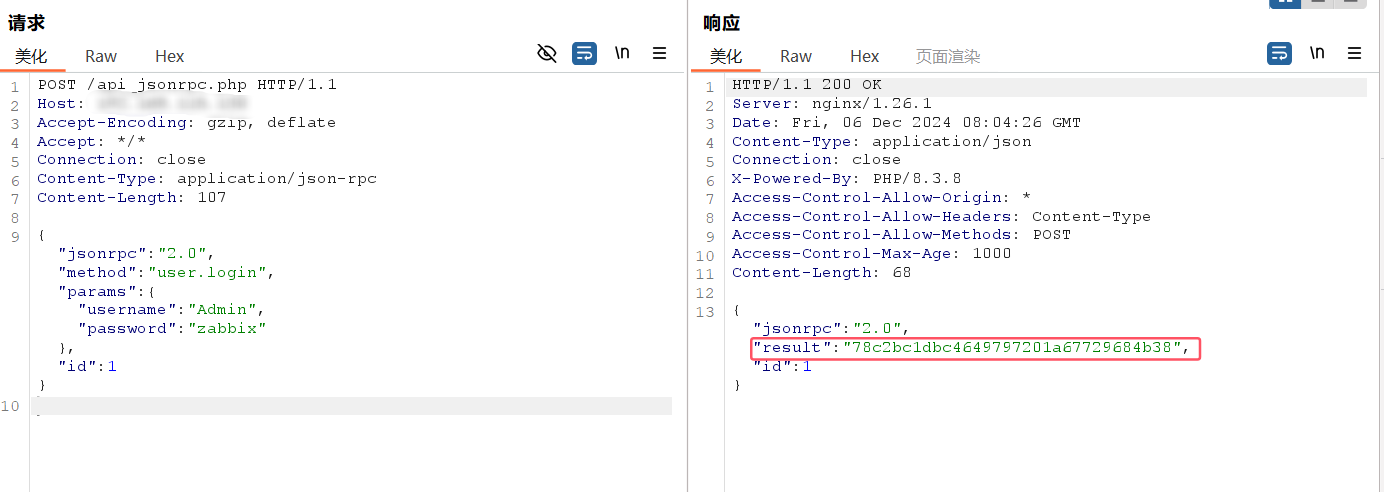 请求
美化 Raw Hex
\n
1 POST /api_jsonrpc.php HTTP/1.1
2 Host:
3 Accept-Encoding: gzip, deflate
4 Accept: */*
5 Connection: close
6 Content-Type: application/json-rpc
7 Content-Length: 107
8
9 {
"jsonrpc":"2.0",
"method":"user.login",
"params":{
"username":"Admin",
"password":"zabbix"
},
"id":1
}
10
响应
美化 Raw Hex 页面渲染
\n
1 HTTP/1.1 200 OK
2 Server: nginx/1.26.1
3 Date: Fri, 06 Dec 2024 08:04:26 GMT
4 Content-Type: application/json
5 Connection: close
6 X-Powered-By: PHP/8.3.8
7 Access-Control-Allow-Origin: *
8 Access-Control-Allow-Headers: Content-Type
9 Access-Control-Allow-Methods: POST
10 Access-Control-Max-Age: 1000
11 Content-Length: 68
12
13 {
"jsonrpc":"2.0",
"result":"78c2bc1dbc4649797201a67729684b38",
"id":1
}